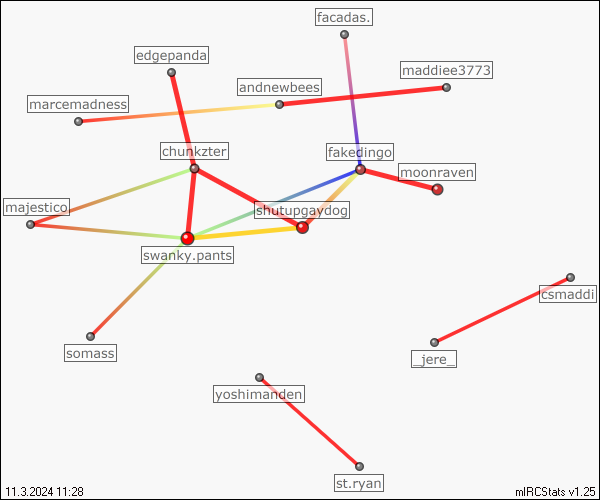 facadas.
edgepanda
maddiee3773
andnewbees
marcemadness
chunkzter
fakedingo
moonraven
majestico
shutupgaydog
swanky.pants
csmaddi
somass
_jere_
yoshimanden
st.ryan
11.3.2024 11:28
mIRCStats v1.25